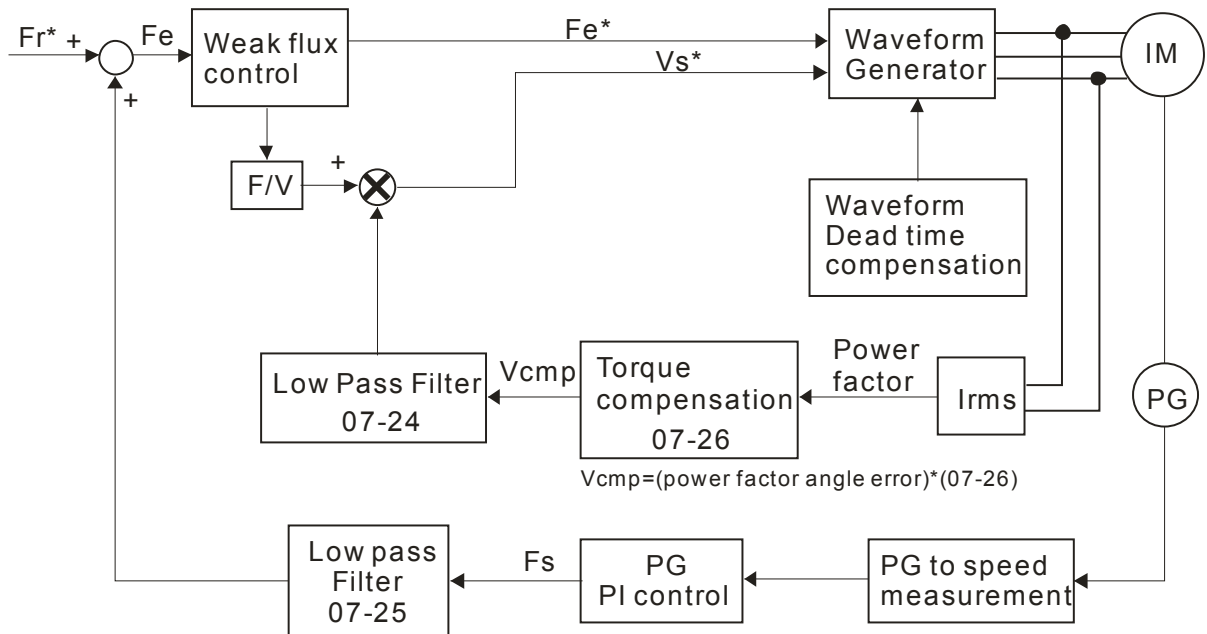 Fr* +
Fe
+
Weak flux
control
Fe*
Vs*
Waveform
Generator
IM
F/V
+
Waveform
Dead time
compensation
Low Pass Filter
07-24
Vcmp
Torque
compensation
07-26
Power
factor
Irms
PG
Vcmp=(power factor angle error)*(07-26)
Low pass
Filter
07-25
Fs
PG
PI control
PG to speed
measurement